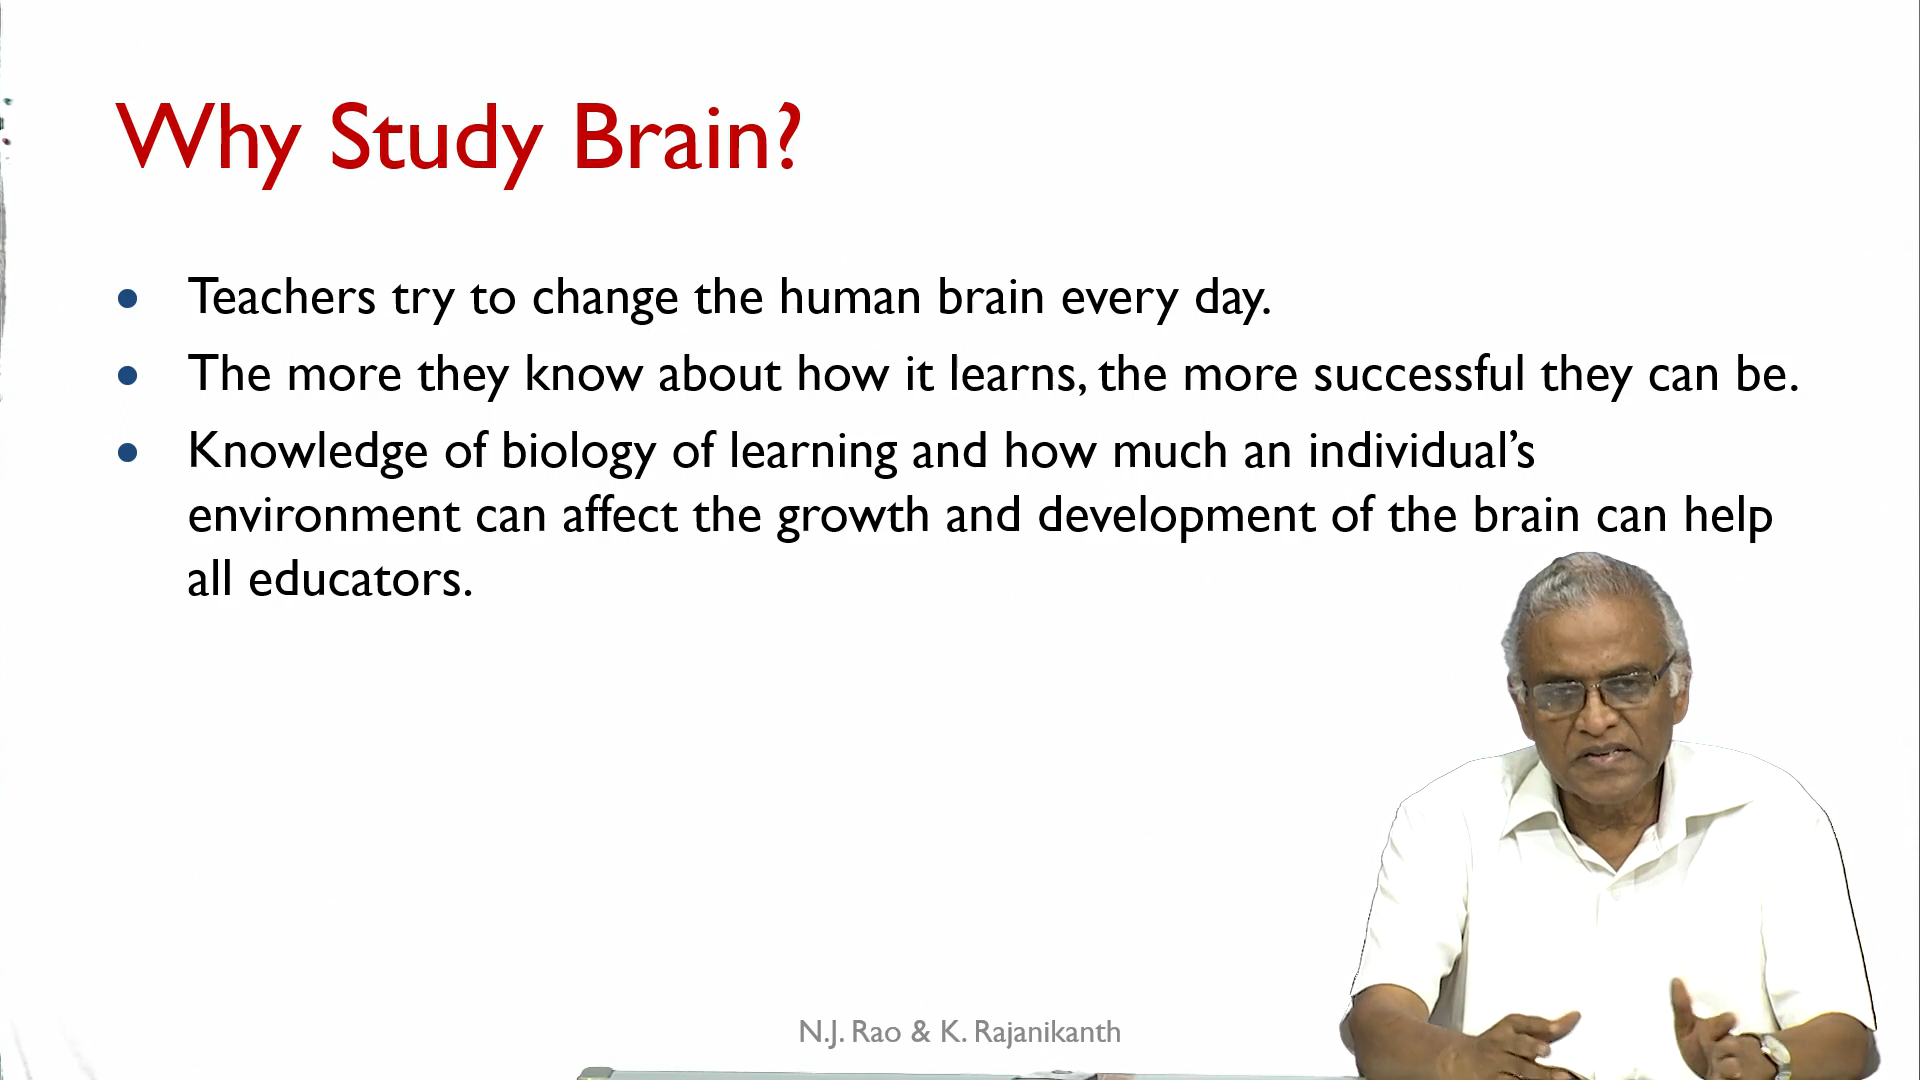 Why Study Brain?
• Teachers try to change the human brain every day.
• The more they know about how it learns, the more successful they can be.
• Knowledge of biology of learning and how much an individual’s
environment can affect the growth and development of the brain can help
all educators.
N.J. Rao & K. Rajanikanth